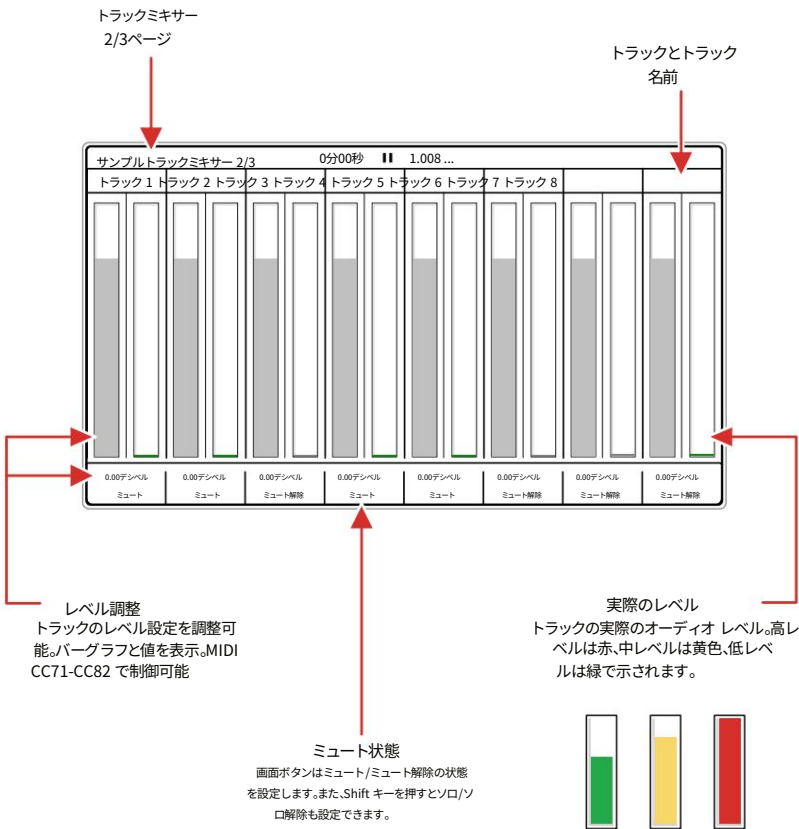 トラックミキサー
2/3ページ
トラックとトラック
名前
サンプルトラックミキサー 2/3 0分00秒 1.008 ...
トラック 1 トラック 2 トラック 3 トラック 4 トラック 5 トラック 6 トラック 7 トラック 8
0.00デシベル 0.00デシベル 0.00デシベル 0.00デシベル 0.00デシベル 0.00デシベル 0.00デシベル 0.00デシベル
ミュート ミュート ミュート解除 ミュート ミュート ミュート解除 ミュート解除 ミュート解除
レベル調整
トラックのレベル設定を調整可
能。バーグラフと値を表示。MIDI
CC71-CC82 で制御可能
実際のレベル
トラックの実際のオーディオ レベル。高レ
ベルは赤、中レベルは黄色、低レベ
ルは緑で示されます。
ミュート状態
画面ボタンはミュート/ミュート解除の状態
を設定します。また、Shift キーを押すとソロ/ソ
ロ解除も設定できます。